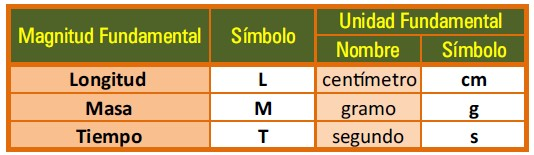 Magnitud Fundamental Símbolo Unidad Fundamental
Nombre Símbolo
Longitud L centímetro cm
Masa M gramo g
Tiempo T segundo s